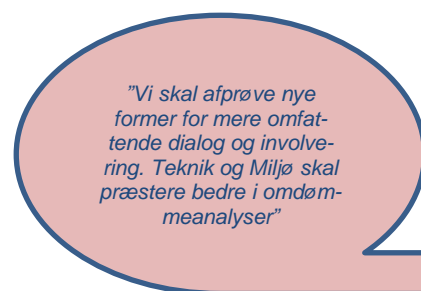 ”Vi skal afprøve nye
former for mere omfat-
tende dialog og involve-
ring. Teknik og Miljø skal
præstere bedre i omdøm-
meanalyser”